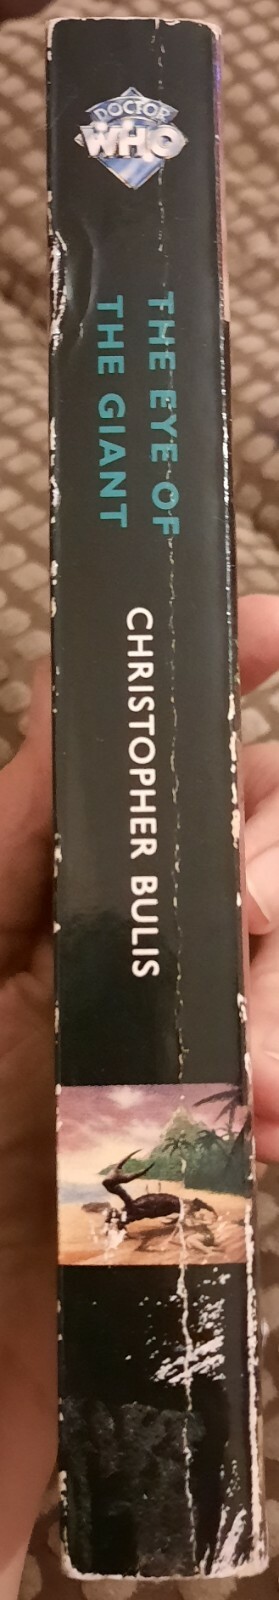 DOCTOR
WHO
THE EYE OF
THE GIANT
CHRISTOPHER BULIS